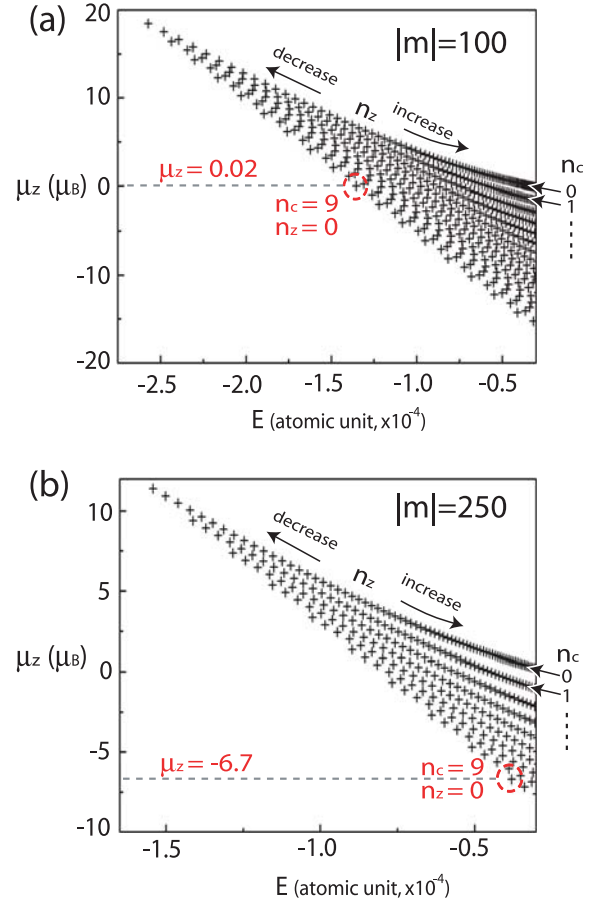 (a)
|m|=100
20
10
0
-10
-20
μz (μB)
decrease
nz
increase
nc
0
1
μz = 0.02
nc = 9
nz = 0
-2.5 -2.0 -1.5 -1.0 -0.5
E (atomic unit, x10-4)
(b)
|m|=250
10
5
0
-5
-10
μz (μB)
decrease
nz
increase
nc
0
1
μz = -6.7
nc = 9
nz = 0
-1.5 -1.0 -0.5
E (atomic unit, x10-4)